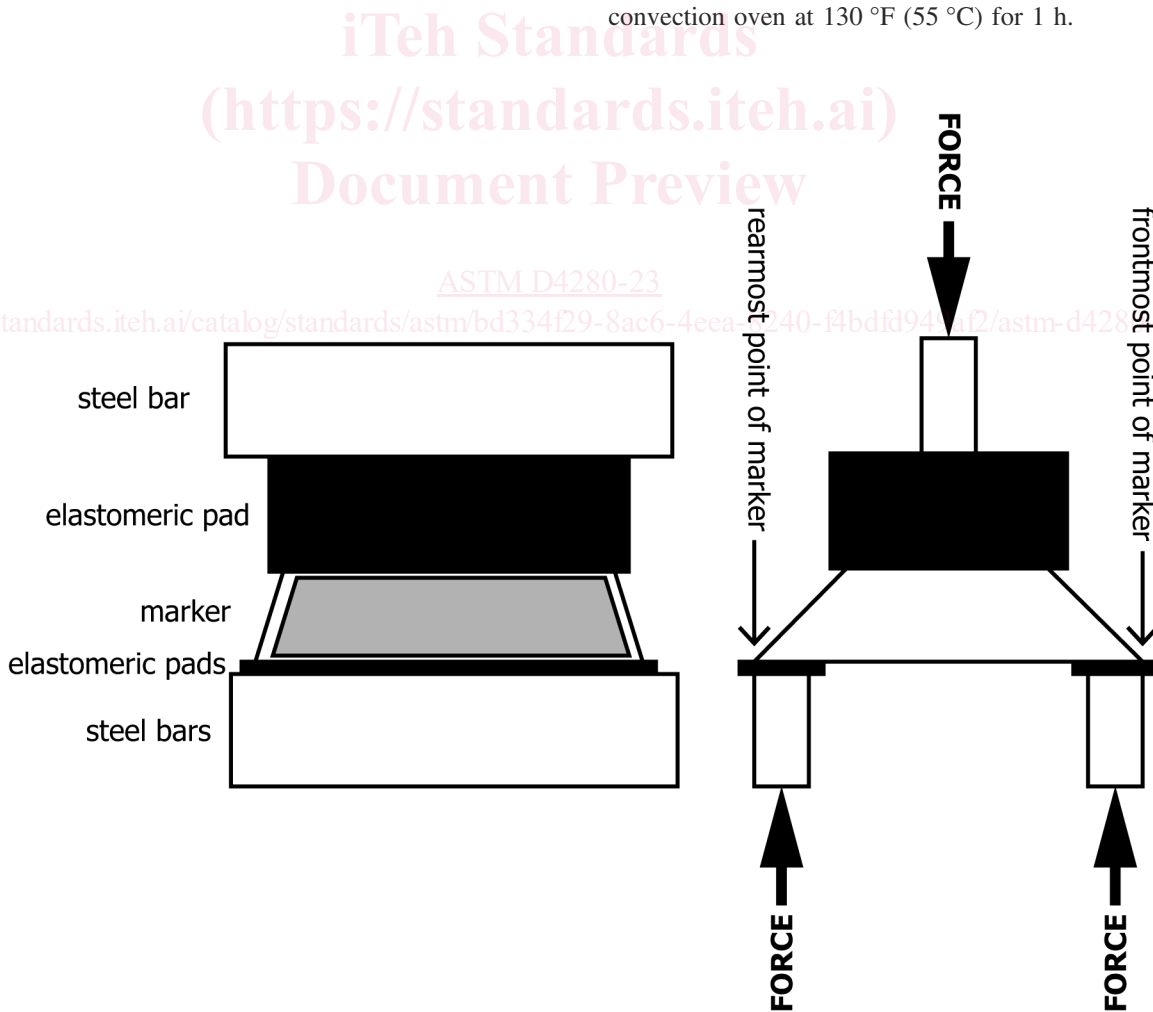 convection oven at 130 °F (55 °C) for 1 h.
iTeh Standards
(https://standards.iteh.ai)
Document Preview
ASTM D4280-23
FORCE
rearmost point of marker
frontmost point of marker
steel bar
elastomeric pad
marker
elastomeric pads
steel bars
FORCE
FORCE